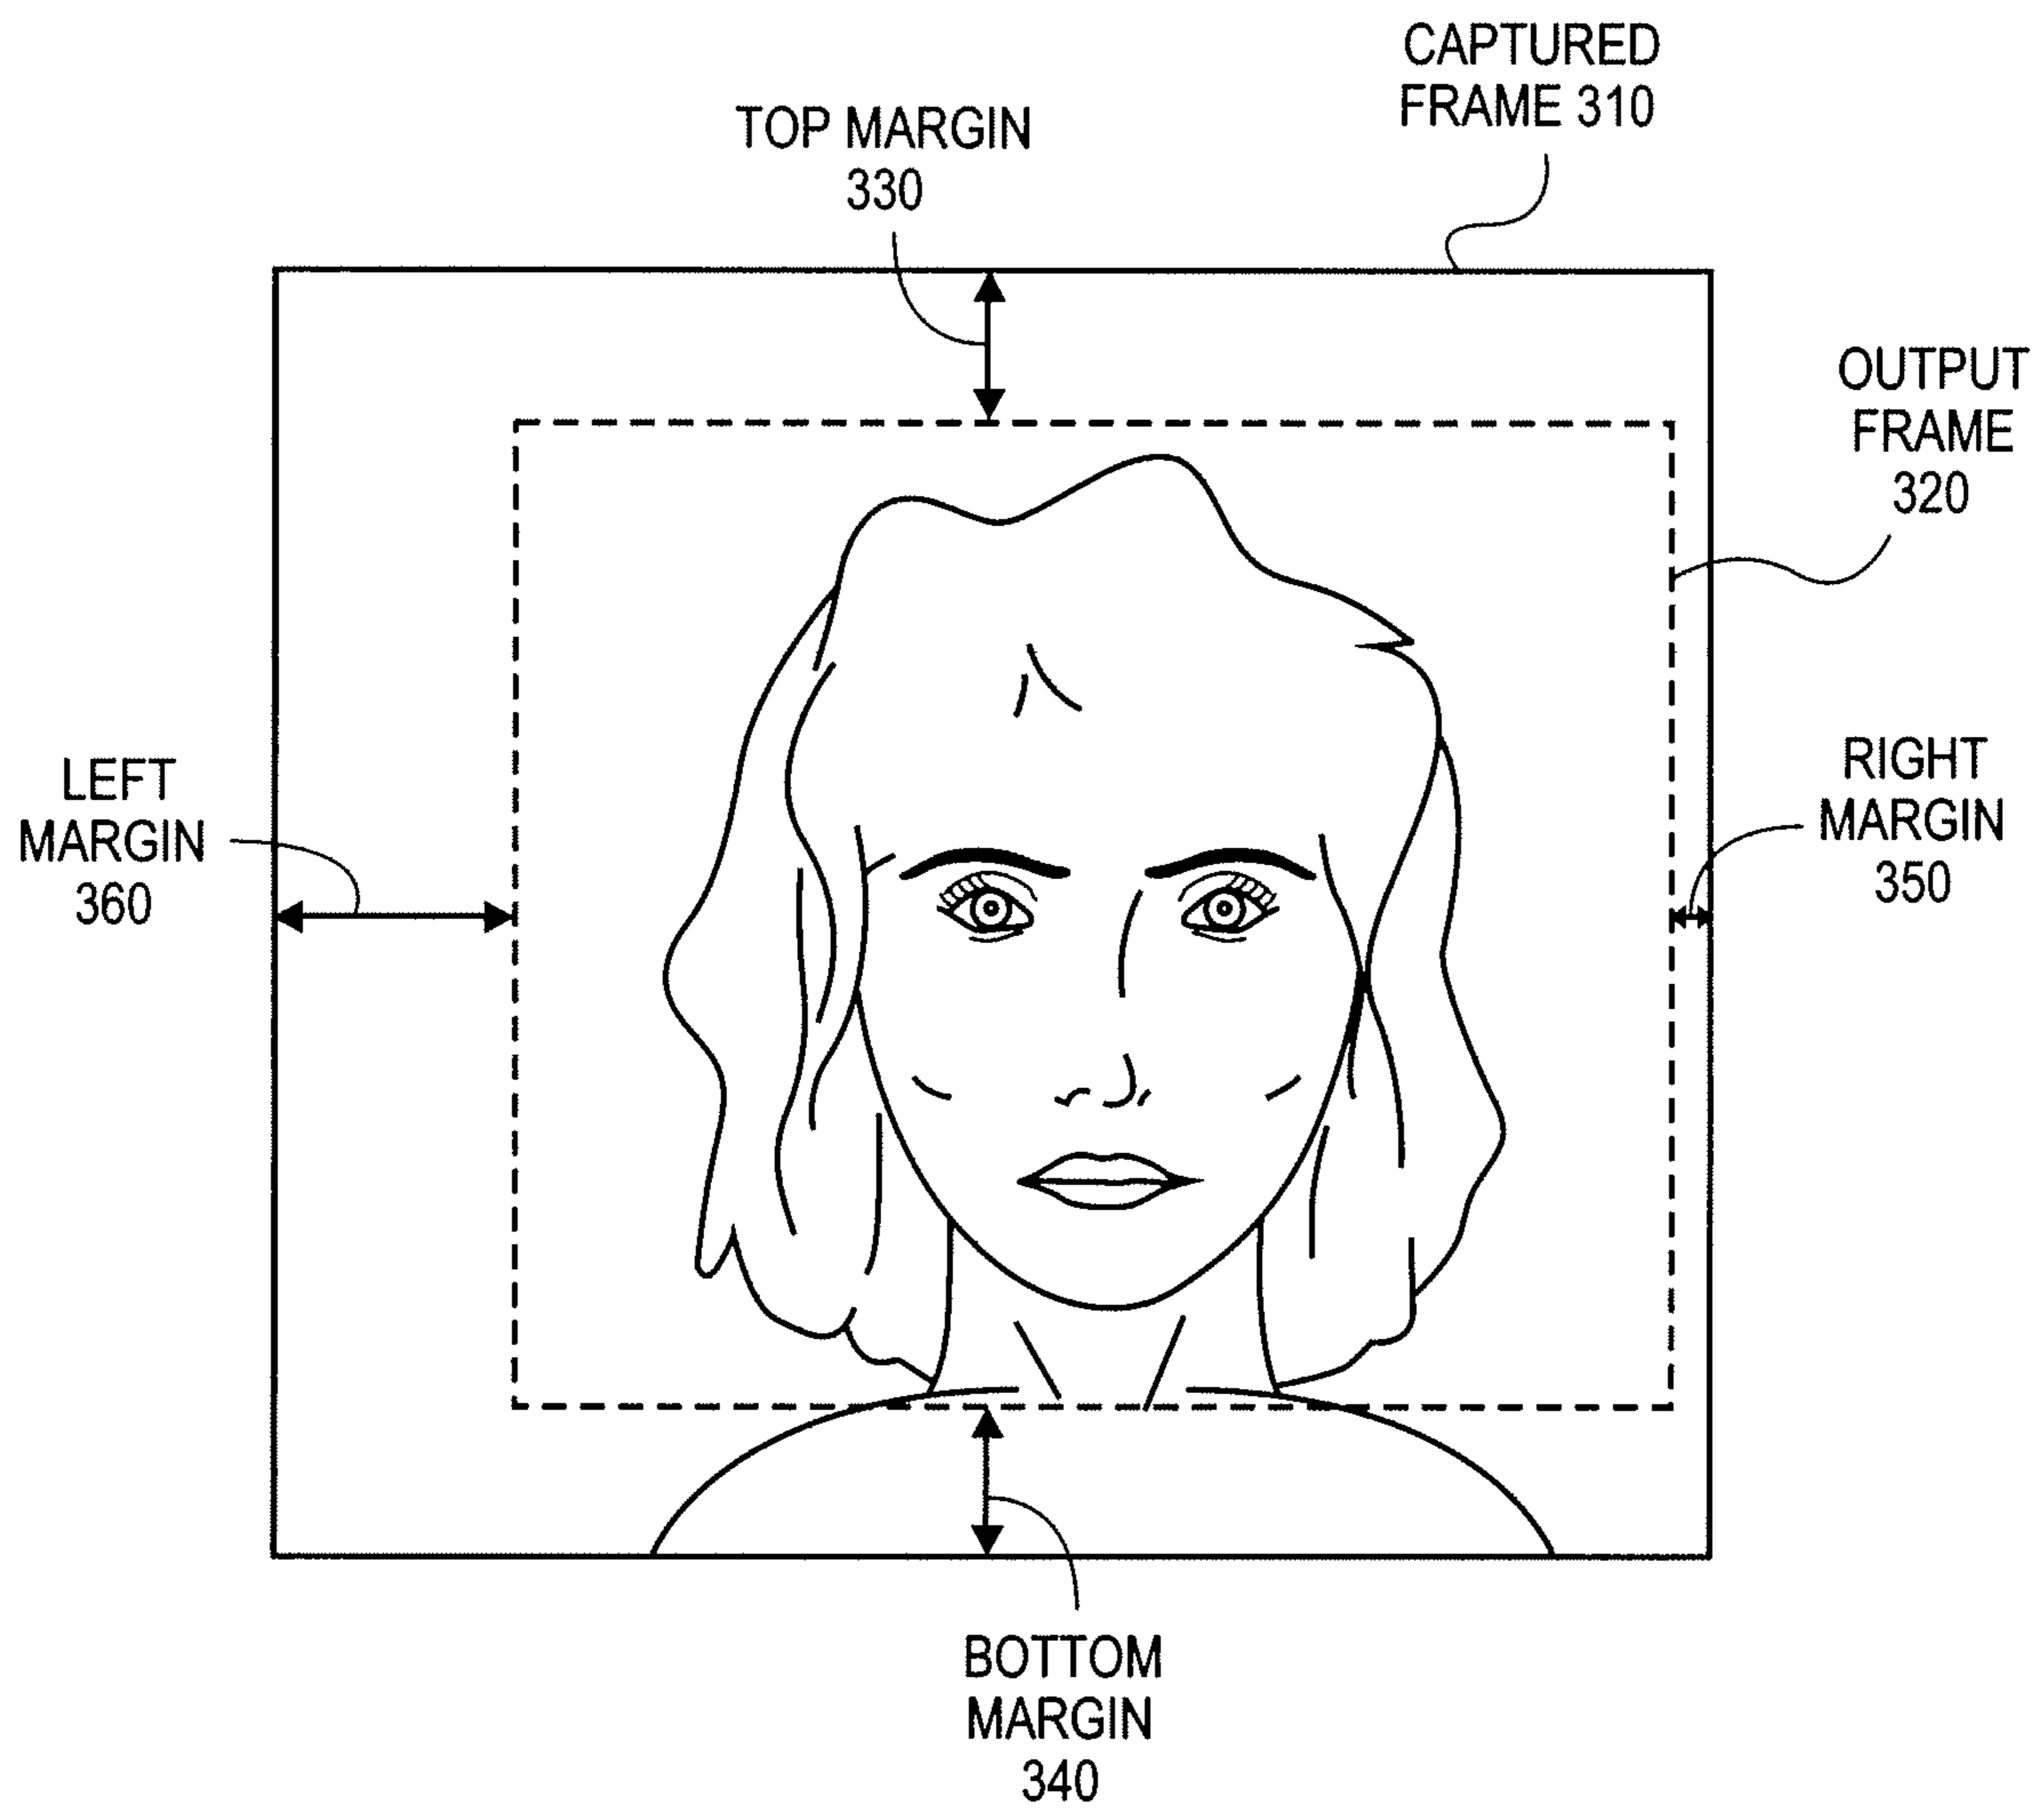 CAPTURED
FRAME 310
TOP MARGIN
330
OUTPUT
FRAME
320
LEFT
MARGIN
360
RIGHT
MARGIN
350
BOTTOM
MARGIN
340